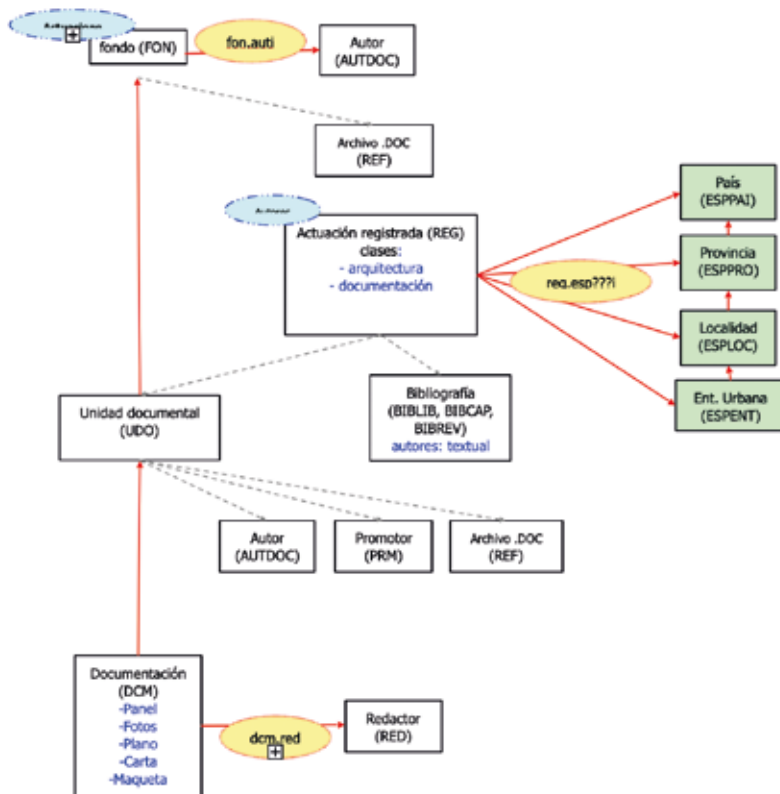 fondo (FON)
fon.auti
Autor
(AUTDOC)
Archivo .DOC
(REF)
Actuación registrada (REG)
clases:
- arquitectura
- documentación
País
(ESPPAI)
Provincia
(ESPPRO)
reg.esp???i
Localidad
(ESPLOC)
Ent. Urbana
(ESPENT)
Unidad documental
(UDO)
Bibliografía
(BIBLIB, BIBCAP,
BIBREV)
autores: textual
Autor
(AUTDOC)
Promotor
(PRM)
Archivo .DOC
(REF)
Documentación
(DCM)
-Panel
-Fotos
-Plano
-Carta
-Maqueta
dcm.red
Redactor
(RED)